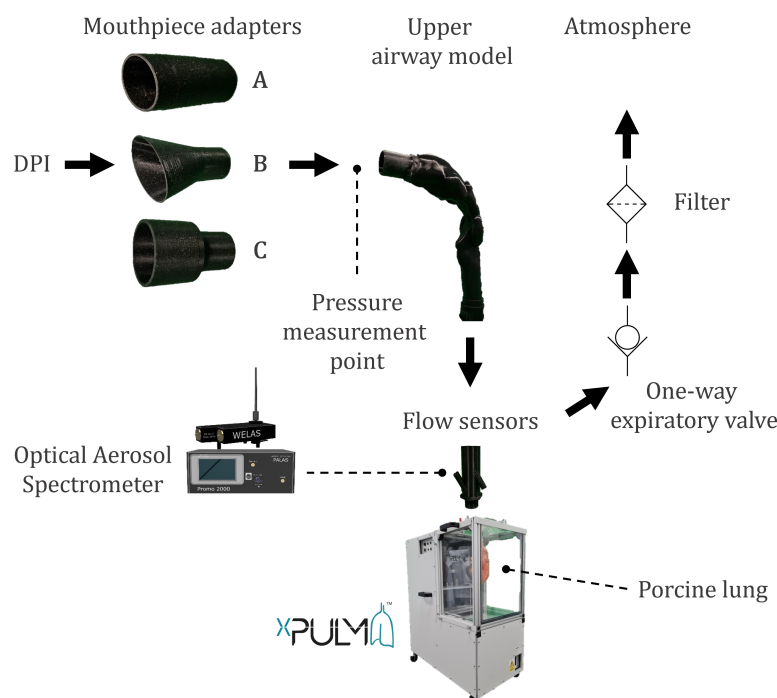 Mouthpiece adapters
Upper
airway model
Atmosphere
A
DPI
B
C
Filter
Pressure
measurement
point
One-way
expiratory valve
Flow sensors
Optical Aerosol
Spectrometer
WELAS
PALAS
Promo 2000
Porcine lung
xPULM™